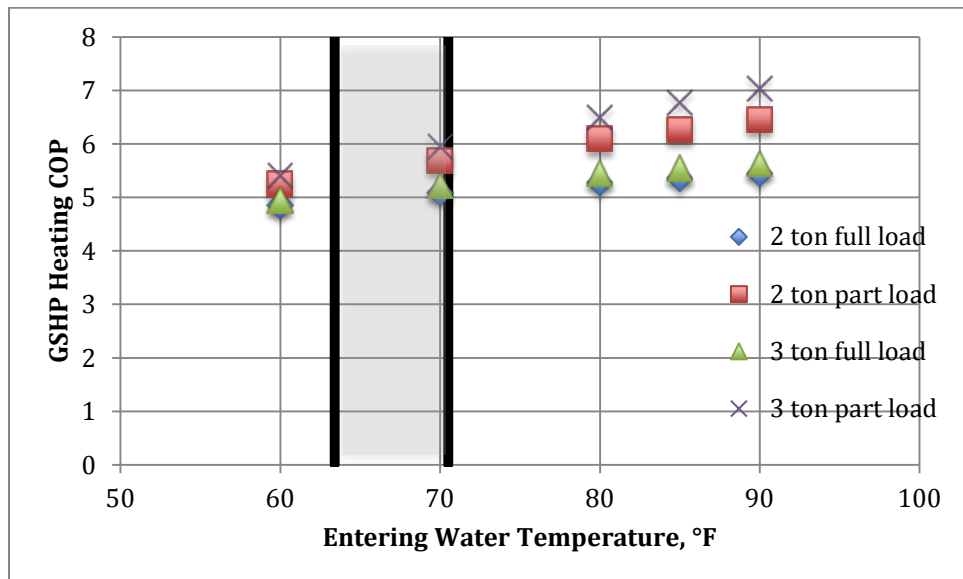 8
7
6
5
4
3
2
1
0
GSHP Heating COP
50 60 70 80 90 100
Entering Water Temperature, °F
2 ton full load
2 ton part load
3 ton full load
3 ton part load